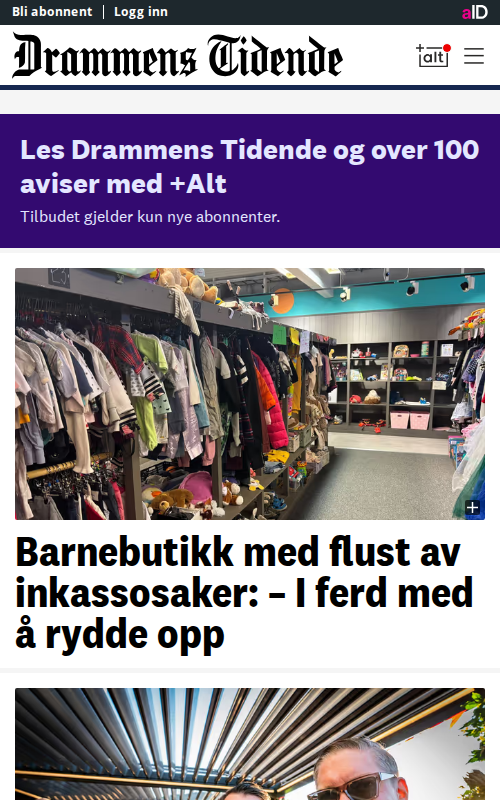 Bli abonnent
Logg inn
aID
Drammens Tidende
+alt
Les Drammens Tidende og over 100
aviser med +Alt
Tilbudet gjelder kun nye abonnenter.
Barnebutikk med flust av
inkassosaker: – I ferd med
å rydde opp